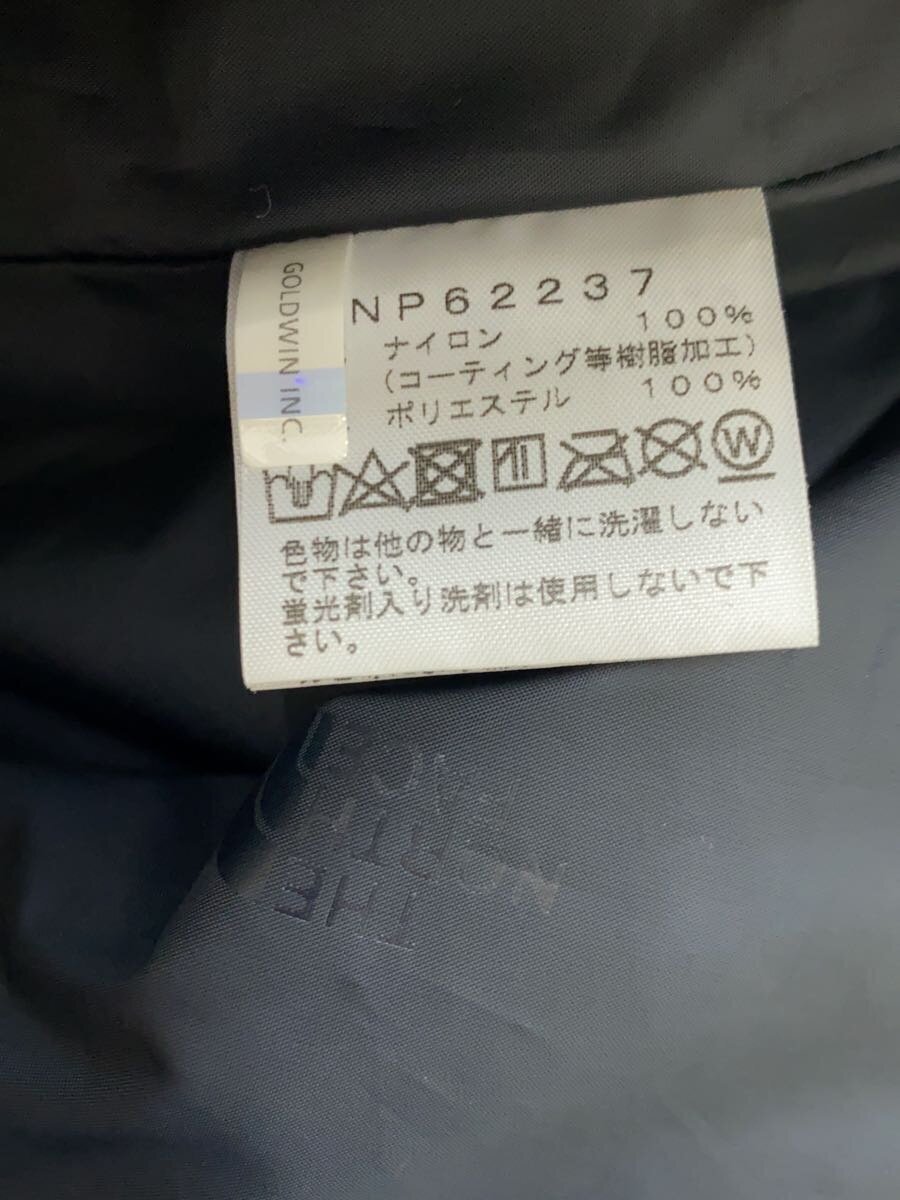 GOLDWIN INC.
NP62237
ナイロン 100%
(コーティング等樹脂加工)
ポリエステル 100%
W
色物は他の物と一緒に洗濯しない
で下さい。
蛍光剤入り洗剤は使用しないで下
さい。
THE
NORTH
FACE